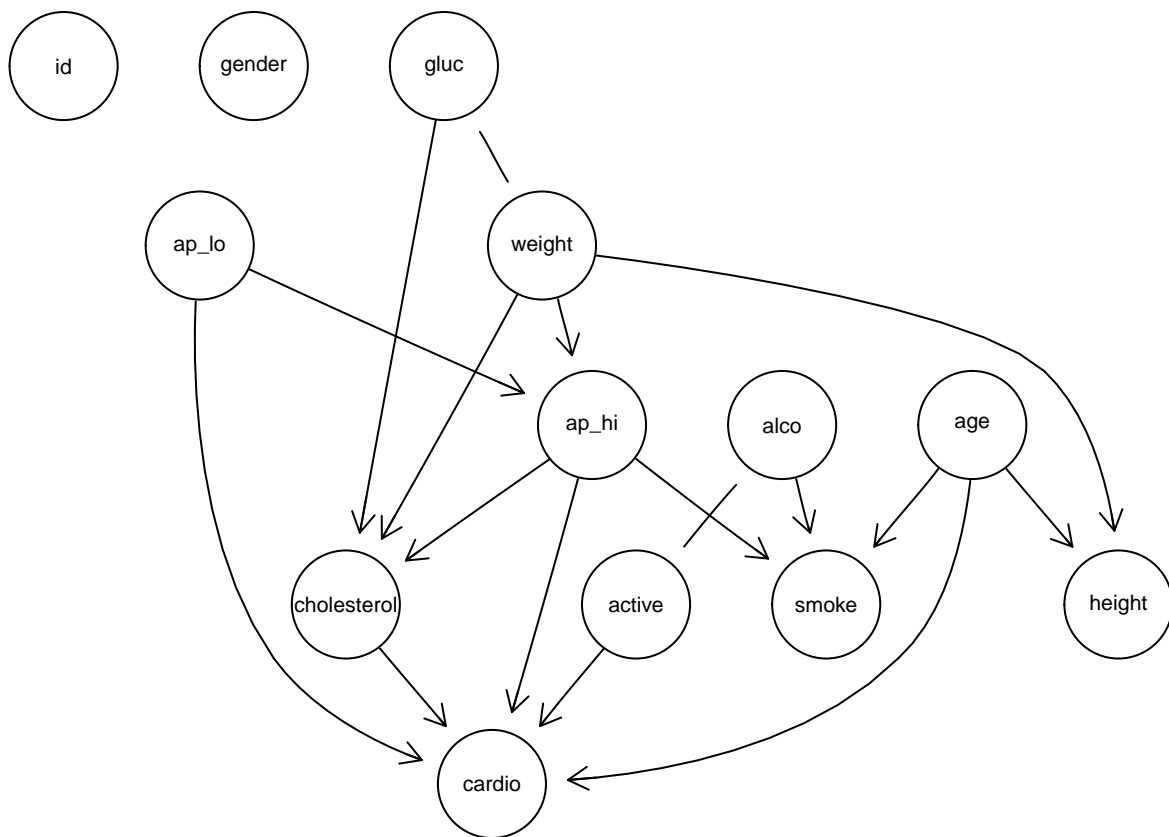 id
gender
gluc
ap_lo
weight
ap_hi
alco
age
cholesterol
active
smoke
height
cardio